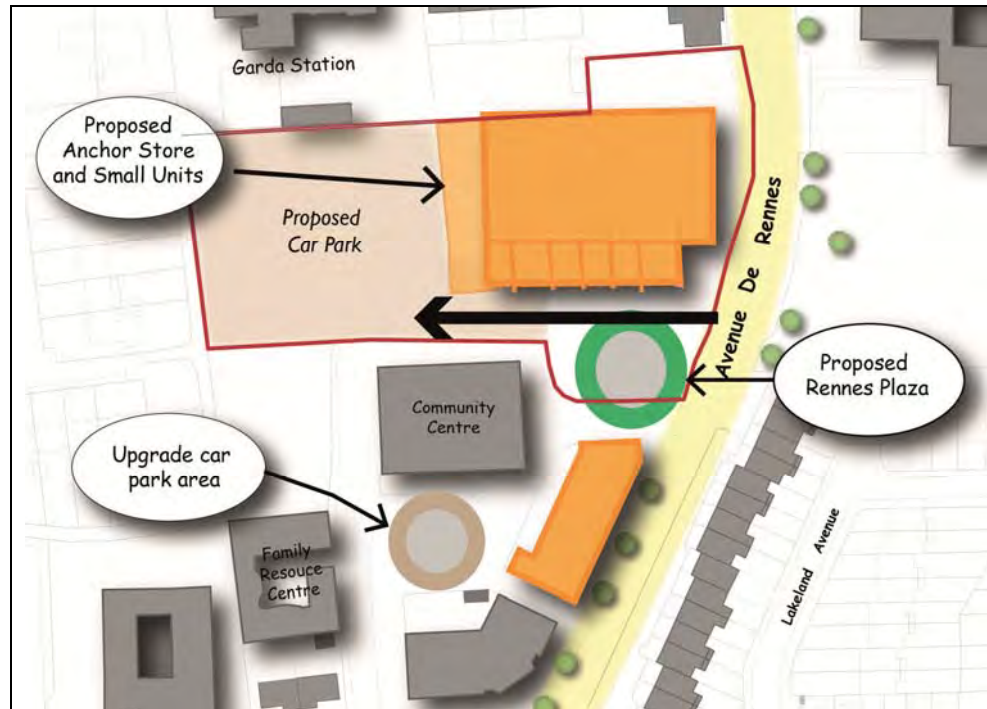 Garda Station
Proposed
Anchor Store
and Small Units
Proposed
Car Park
Avenue De Rennes
Proposed
Rennes Plaza
Community
Centre
Upgrade car
park area
Family
Resouce
Centre
Lakeland Avenue